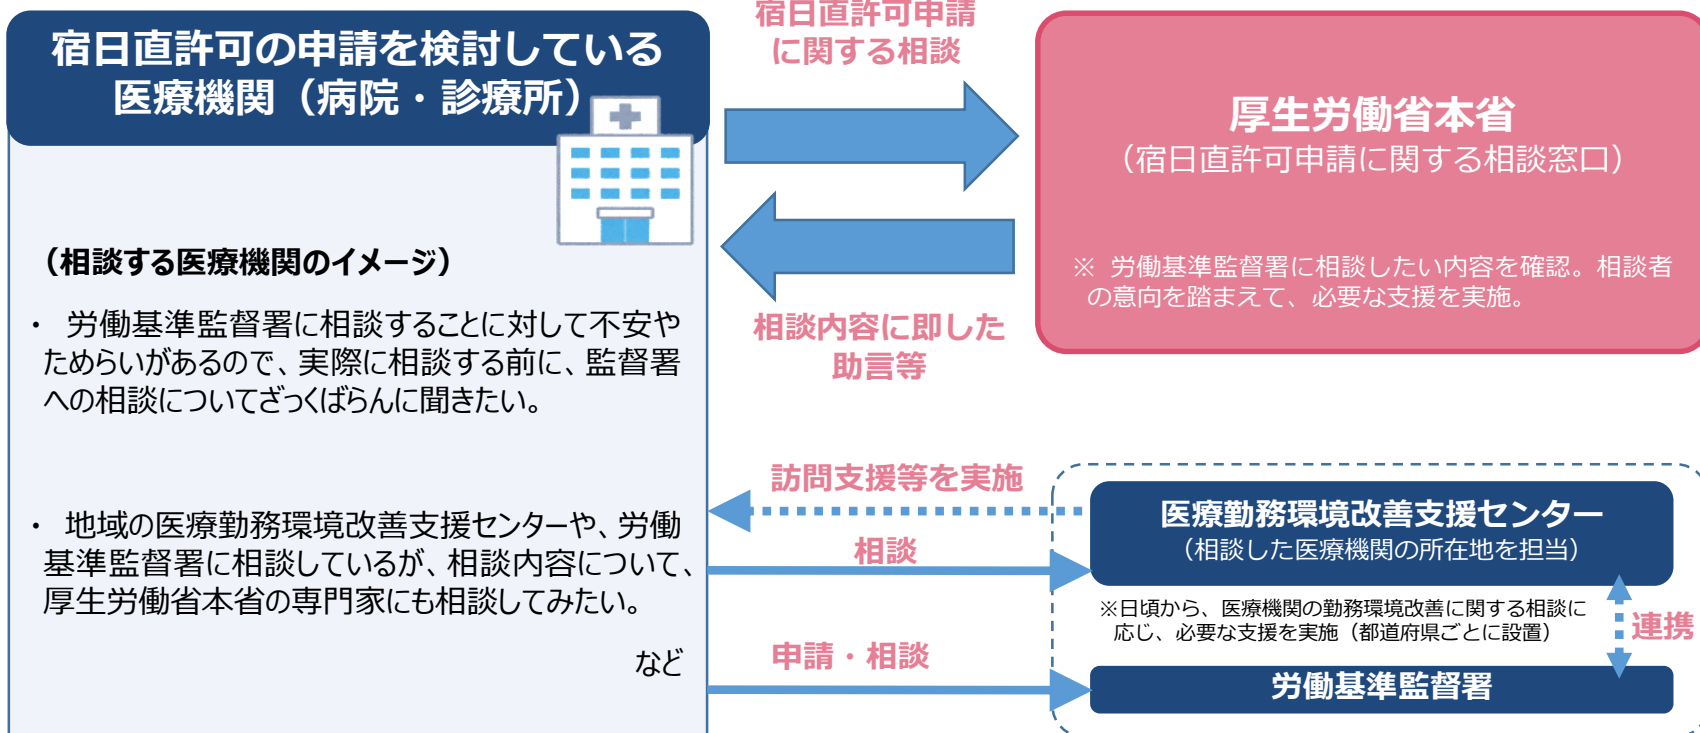 宿日直許可の申請を検討している
医療機関（病院・診療所）
（相談する医療機関のイメージ）
・ 労働基準監督署に相談することに対して不安や
ためらいがあるので、実際に相談する前に、監督署
への相談についてざっくばらんに聞きたい。
・ 地域の医療勤務環境改善支援センターや、労働
基準監督署に相談しているが、相談内容について、
厚生労働省本省の専門家にも相談してみたい。
など
宿日直許可申請
に関する相談
相談内容に即した
助言等
厚生労働省本省
（宿日直許可申請に関する相談窓口）
※ 労働基準監督署に相談したい内容を確認。相談者
の意向を踏まえて、必要な支援を実施。
訪問支援等を実施
相談
申請・相談
医療勤務環境改善支援センター
（相談した医療機関の所在地を担当）
※日頃から、医療機関の勤務環境改善に関する相談に
応じ、必要な支援を実施（都道府県ごとに設置）
連携
労働基準監督署